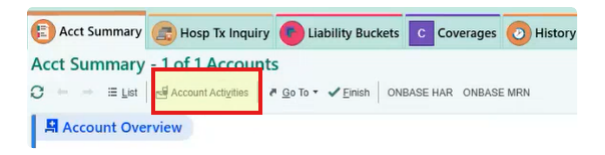 Acct Summary Hosp Tx Inquiry Liability Buckets C Coverages History
Acct Summary - 1 of 1 Accounts
List Account Activities Go To Finish ONBASE HAR ONBASE MRN
Account Overview